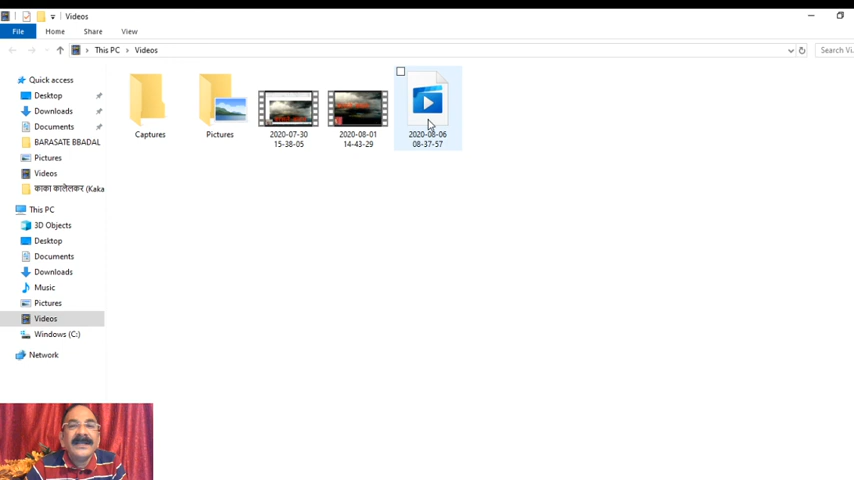 Videos
File Home Share View
This PC Videos
Search Vi...
Quick access
Desktop
Downloads
Documents
BARASATE BBADAL
Pictures
Videos
काका कालेलकर (Kaka
This PC
3D Objects
Desktop
Documents
Downloads
Music
Pictures
Videos
Windows (C:)
Network
Captures
Pictures
2020-07-30
15-38-05
2020-08-01
14-43-29
2020-08-06
08-37-57